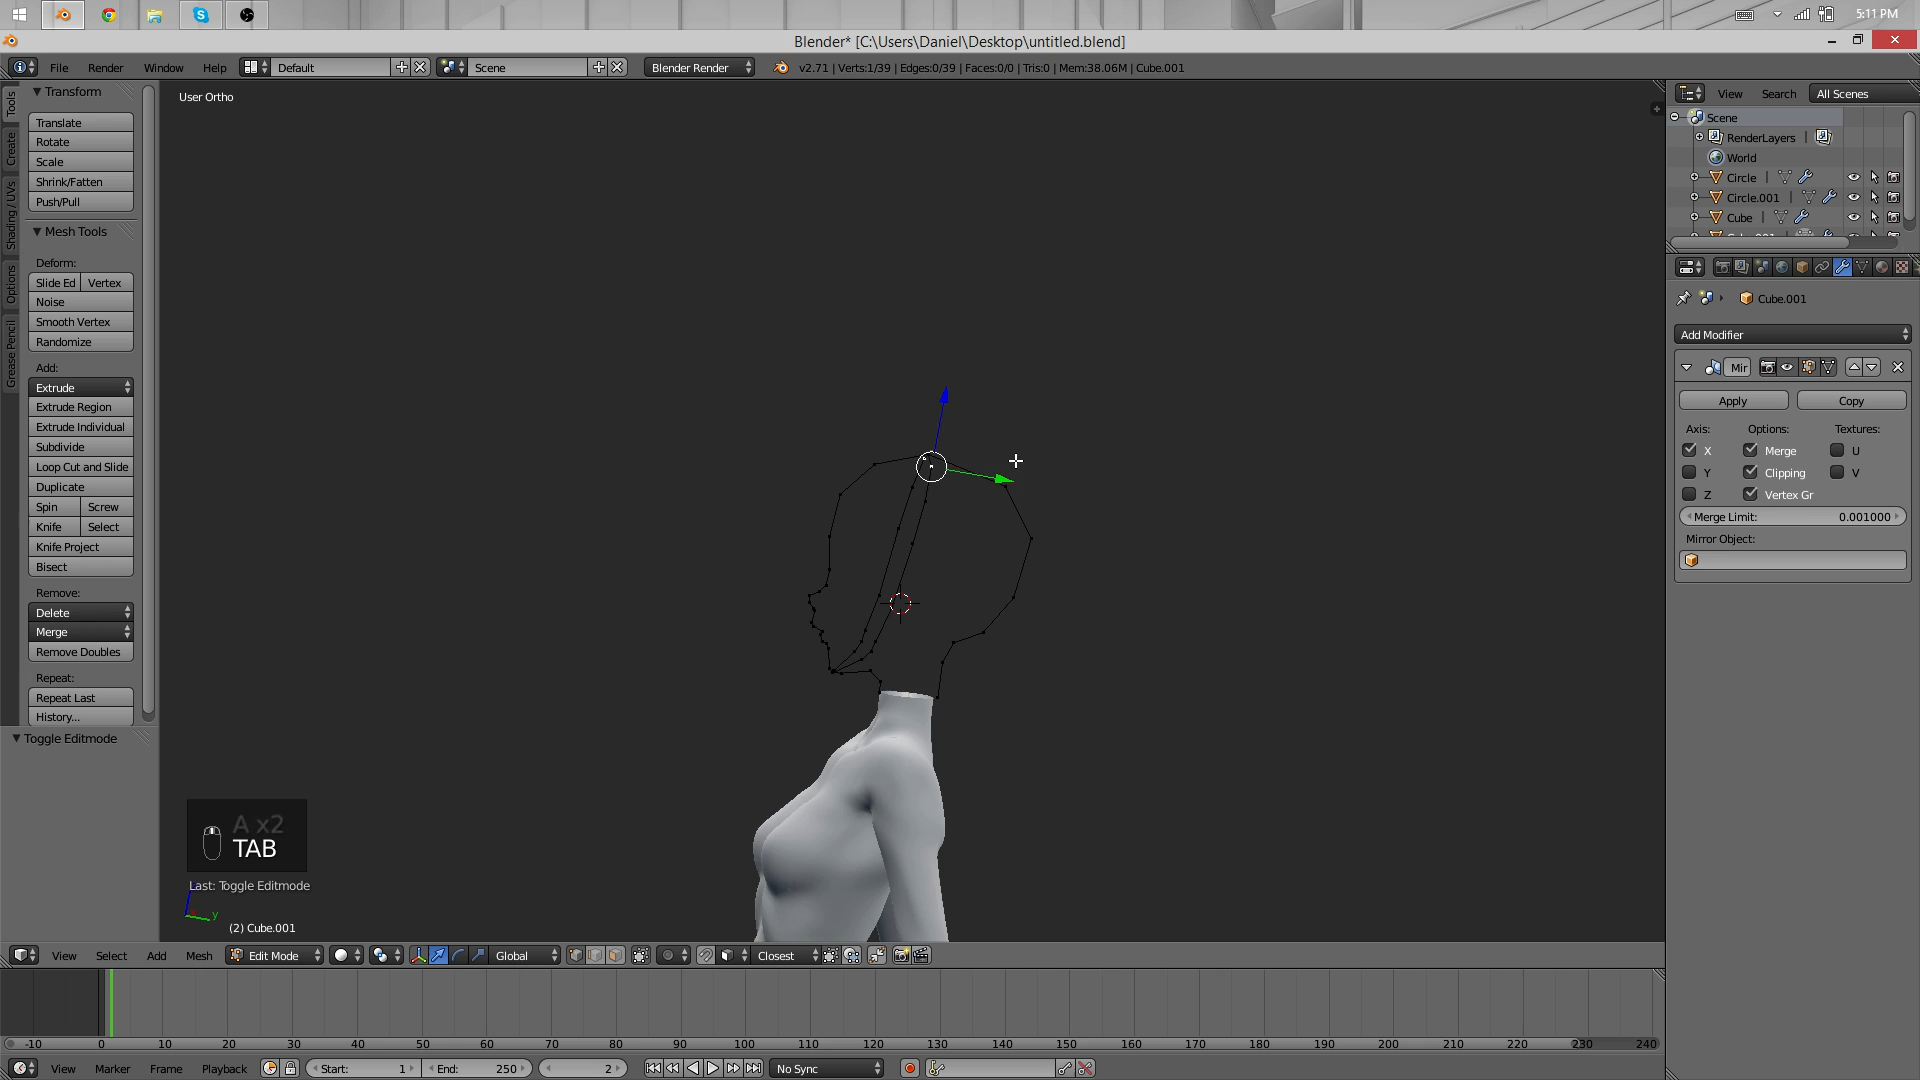 5:11 PM
Blender* [C:\Users\Daniel\Desktop\untitled.blend]
File Render Window Help Default Scene Blender Render v2.71 | Verts:1/39 | Edges:0/39 | Faces:0/0 | Tris:0 | Mem:38.06M | Cube.001
Tools
Create
Shading / UVs
Options
Grease Pencil
Transform
Translate
Rotate
Scale
Shrink/Fatten
Push/Pull
Mesh Tools
Deform:
Slide Ed Vertex
Noise
Smooth Vertex
Randomize
Add:
Extrude
Extrude Region
Extrude Individual
Subdivide
Loop Cut and Slide
Duplicate
Spin Screw
Knife Select
Knife Project
Bisect
Remove:
Delete
Merge
Remove Doubles
Repeat:
Repeat Last
History...
Toggle Editmode
User Ortho
A x2
TAB
Last: Toggle Editmode
y
(2) Cube.001
View Search All Scenes
Scene
RenderLayers |
World
Circle |
Circle.001 |
Cube |
Cube.001
Add Modifier
Mir
Apply Copy
Axis: Options: Textures:
X Merge U
Y Clipping V
Z Vertex Gr
Merge Limit: 0.001000
Mirror Object:
View Select Add Mesh Edit Mode Global Closest
-10 0 10 20 30 40 50 60 70 80 90 100 110 120 130 140 150 160 170 180 190 200 210 220 230 240
View Marker Frame Playback Start: 1 End: 250 2 No Sync